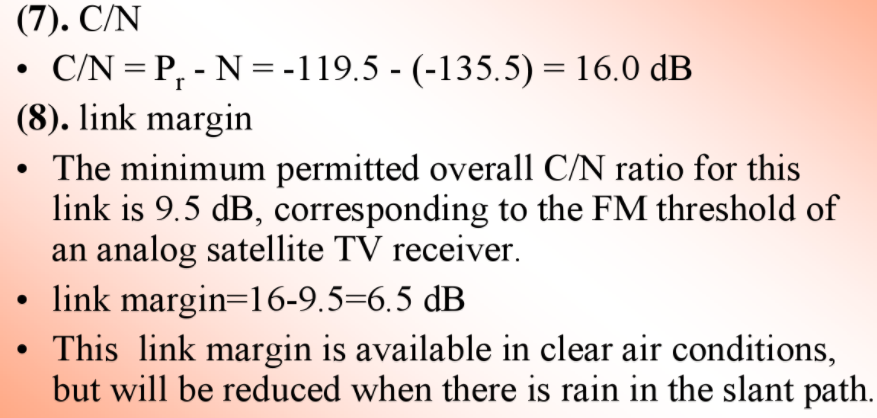 (7). C/N
• C/N = Pr - N = -119.5 - (-135.5) = 16.0 dB
(8). link margin
• The minimum permitted overall C/N ratio for this
link is 9.5 dB, corresponding to the FM threshold of
an analog satellite TV receiver.
• link margin=16-9.5=6.5 dB
• This link margin is available in clear air conditions,
but will be reduced when there is rain in the slant path.